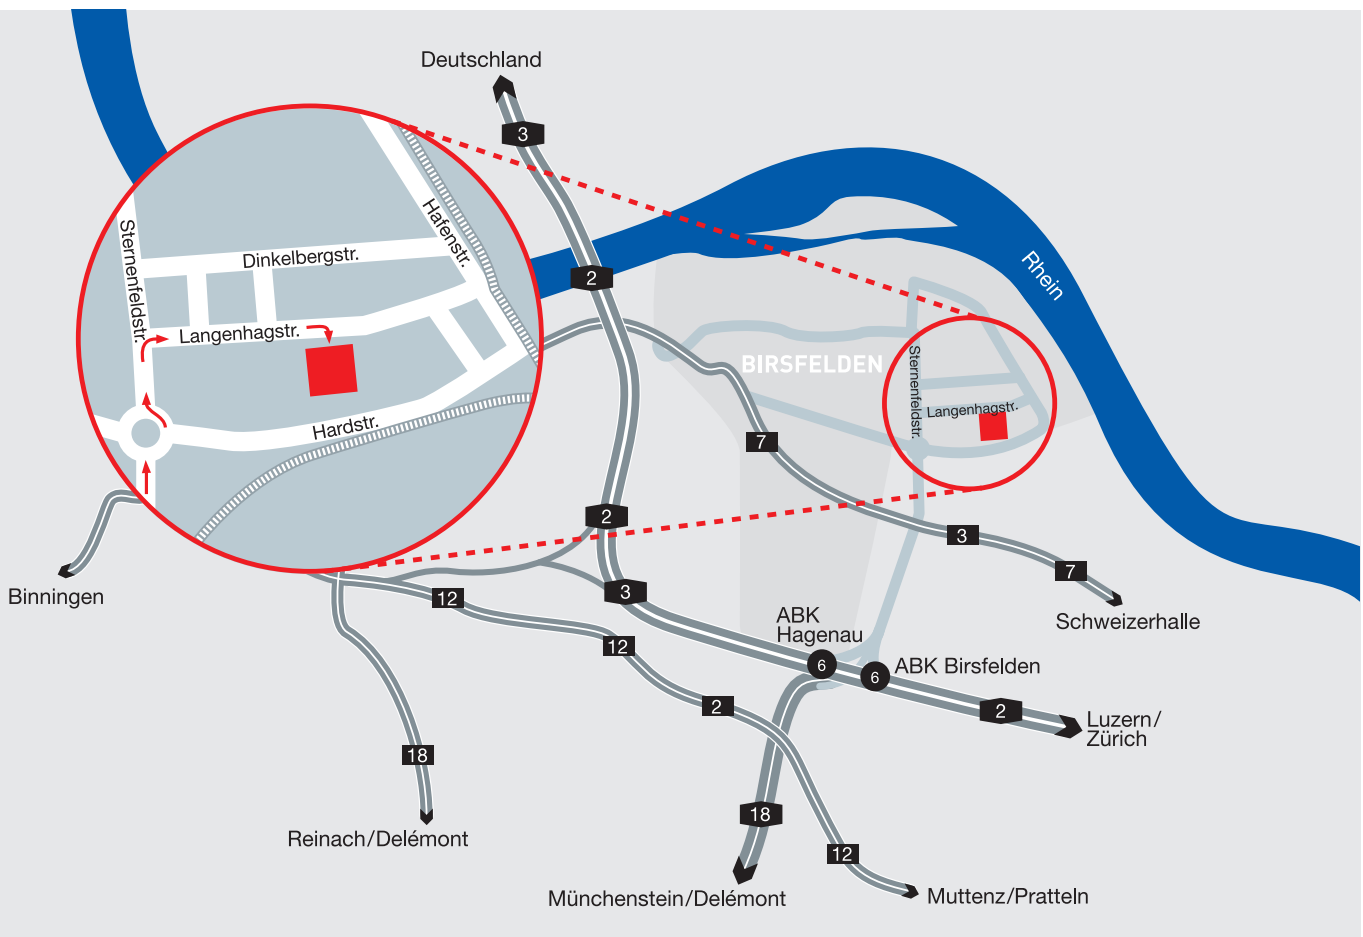 Deutschland
3
Sternenfeldstr.
Hafenstr.
Dinkelbergstr.
2
Rhein
Langenhagstr.
BIRSFELDEN
Sternenfeldstr.
Langenhagstr.
Hardstr.
7
2
3
7
Binningen
12
3
Schweizerhalle
ABK
Hagenau
12
6
ABK Birsfelden
6
2
2
Luzern/
Zürich
18
18
Reinach/Delémont
12
Münchenstein/Delémont
Muttenz/Pratteln